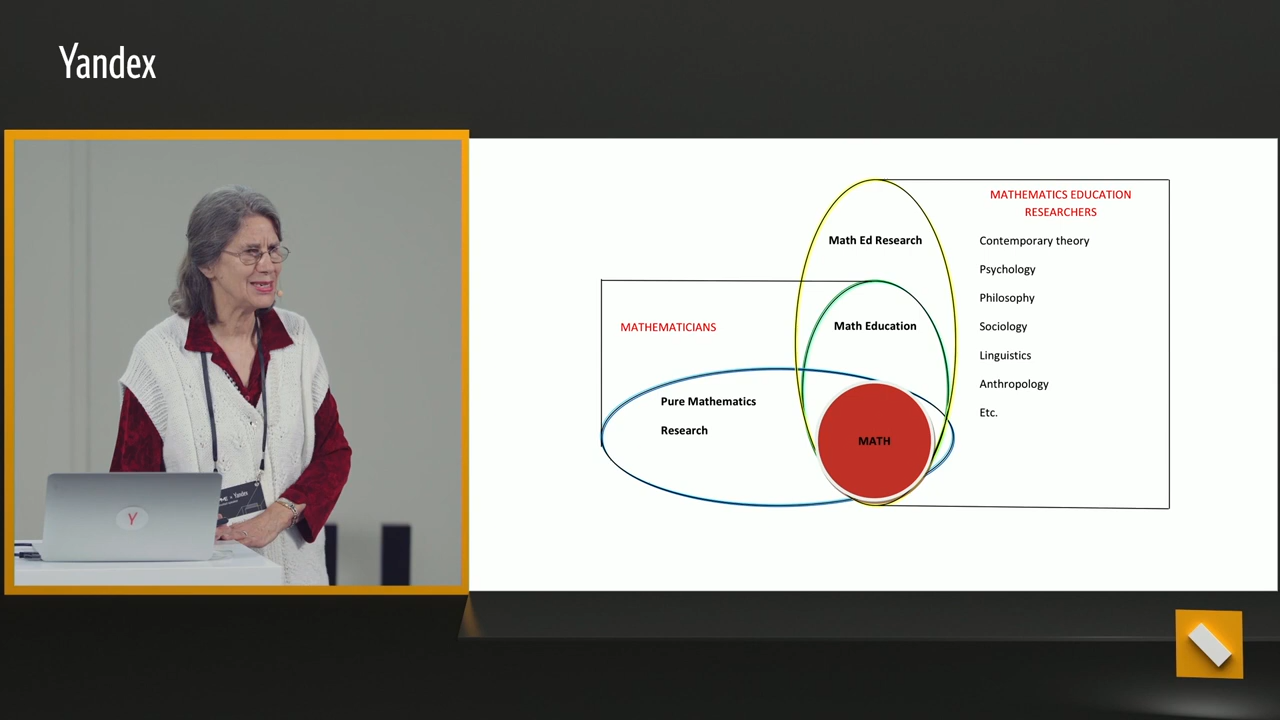 Yandex
Y
Yandex
Math Ed Research
MATHEMATICS EDUCATION
RESEARCHERS
Contemporary theory
Psychology
Philosophy
Sociology
Linguistics
Anthropology
Etc.
MATHEMATICIANS
Math Education
Pure Mathematics
Research
MATH